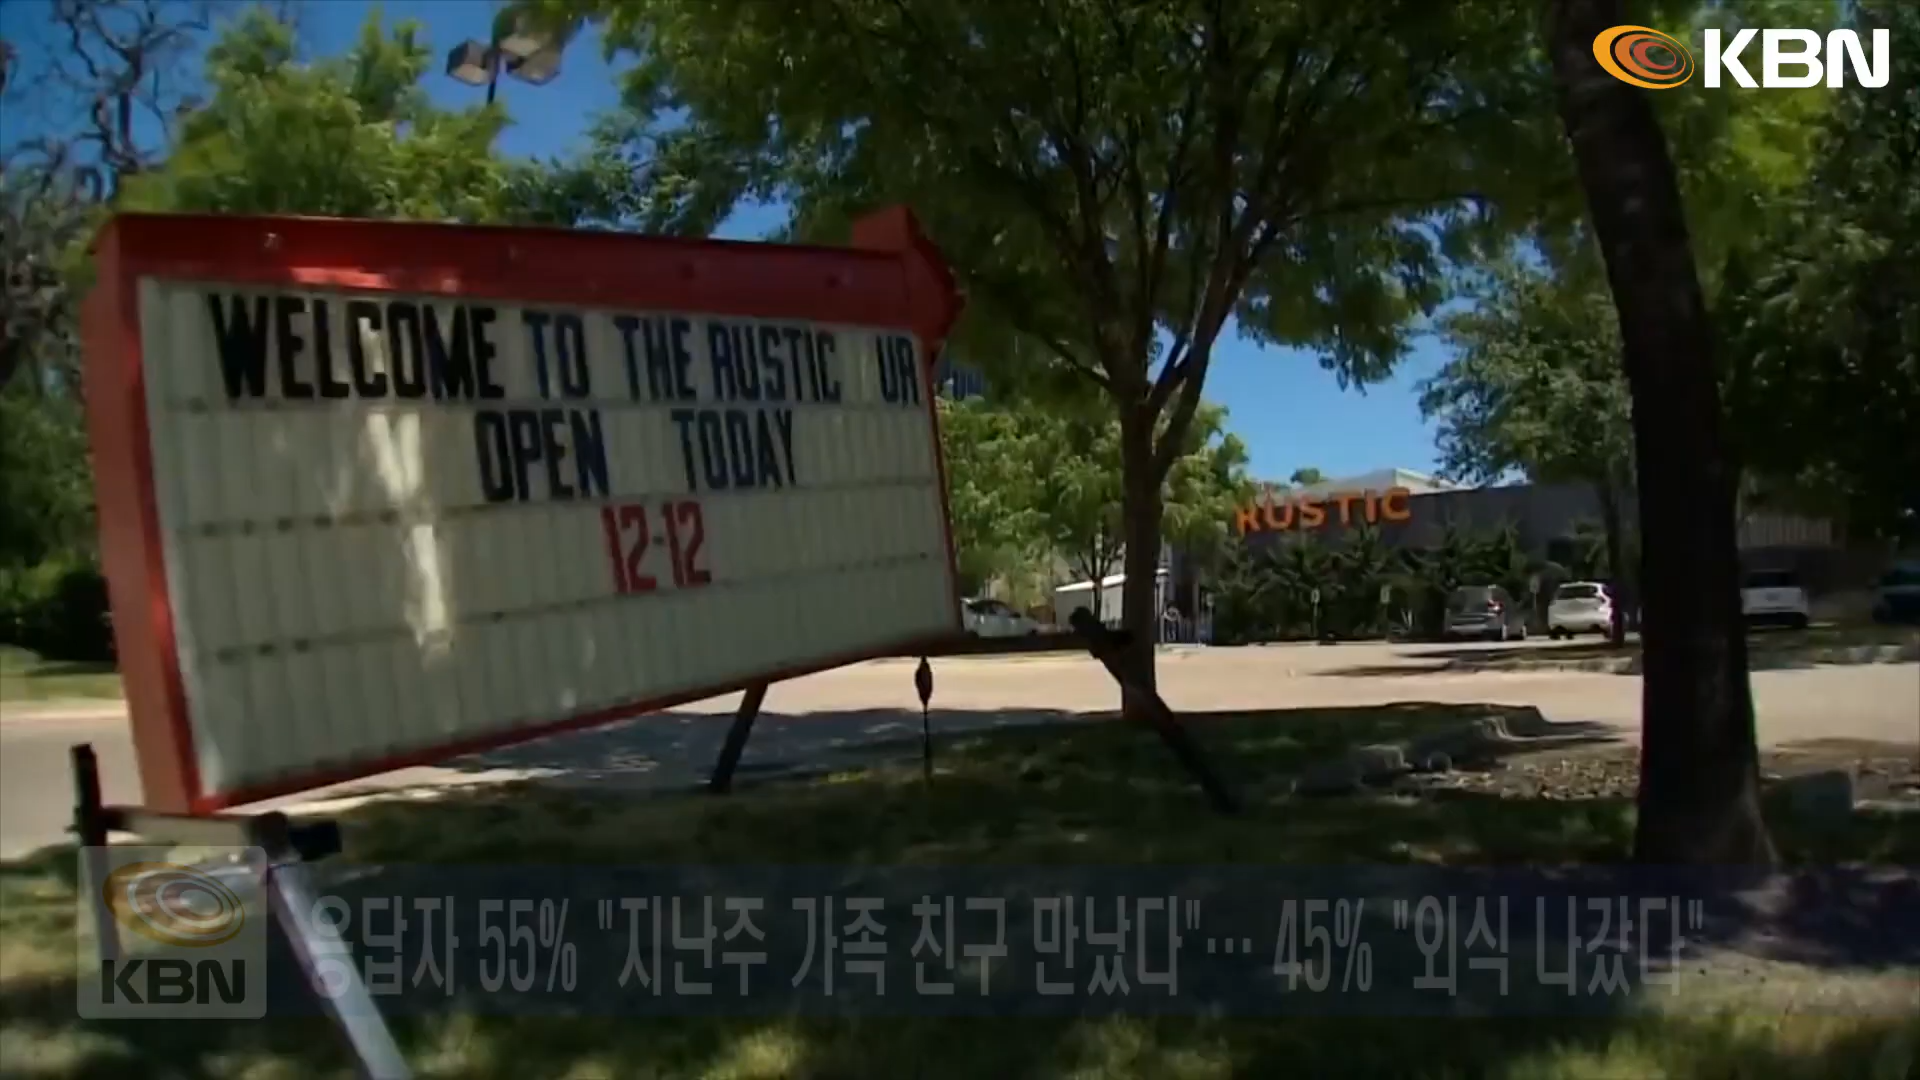 KBN
WELCOME TO THE RUSTIC UR
OPEN TODAY
12-12
RUSTIC
응답자 55% "지난주 가족 친구 만났다"… 45% "외식 나갔다"
KBN